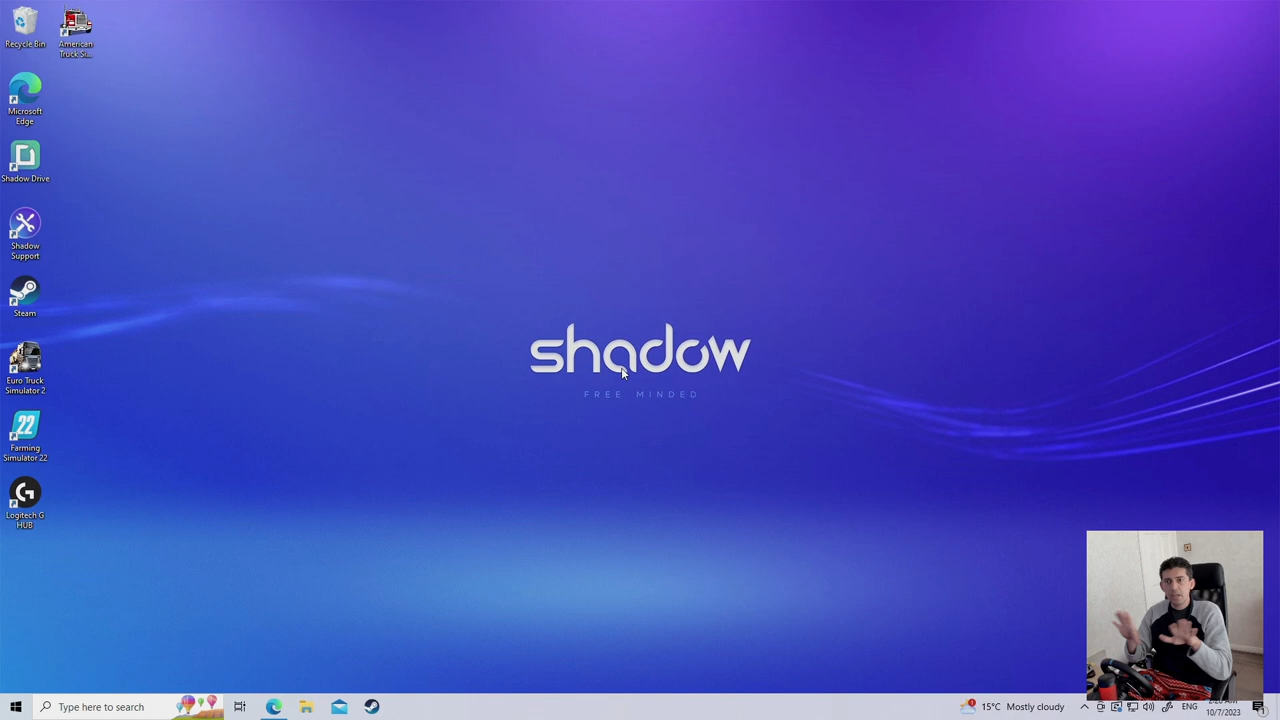 Recycle Bin
American
Truck Si...
Microsoft
Edge
Shadow Drive
Shadow
Support
Steam
Euro Truck
Simulator 2
22
Farming
Simulator 22
Logitech G
HUB
shadow
FREE MINDED
Type here to search
15°C Mostly cloudy
ENG
10/7/2023